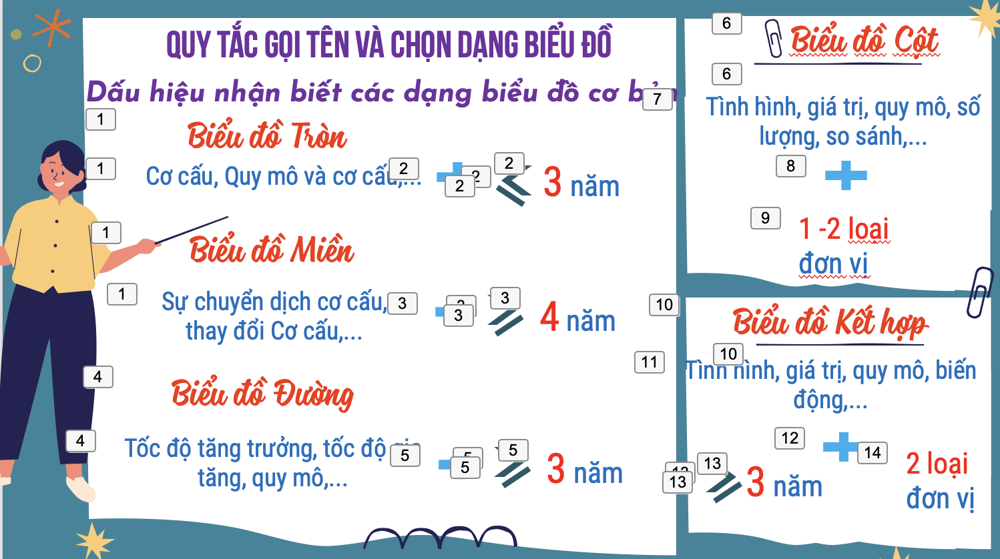 QUY TẮC GỌI TÊN VÀ CHỌN DẠNG BIỂU ĐỒ
Dấu hiệu nhận biết các dạng biểu đồ cơ
7
1
Biểu đồ Tròn
1
Cơ cấu, Quy mô và cơ cấu,...
2
2
2
2
≤ 3 năm
1
Biểu đồ Miền
1
Sự chuyển dịch cơ cấu,
thay đổi Cơ cấu,...
3
3
3
≥ 4 năm
4
Biểu đồ Đường
4
Tốc độ tăng trưởng, tốc độ
tăng, quy mô,...
5
5
5
5
≥ 3 năm
6
Biểu đồ Cột
6
Tình hình, giá trị, quy mô, số
lượng, so sánh,...
8
+
9
1 -2 loại
đơn vị
10
Biểu đồ Kết hợp
10
11
Tình hình, giá trị, quy mô, biến
động,...
12
+
14
13
13
≥ 3 năm
2 loại
đơn vị